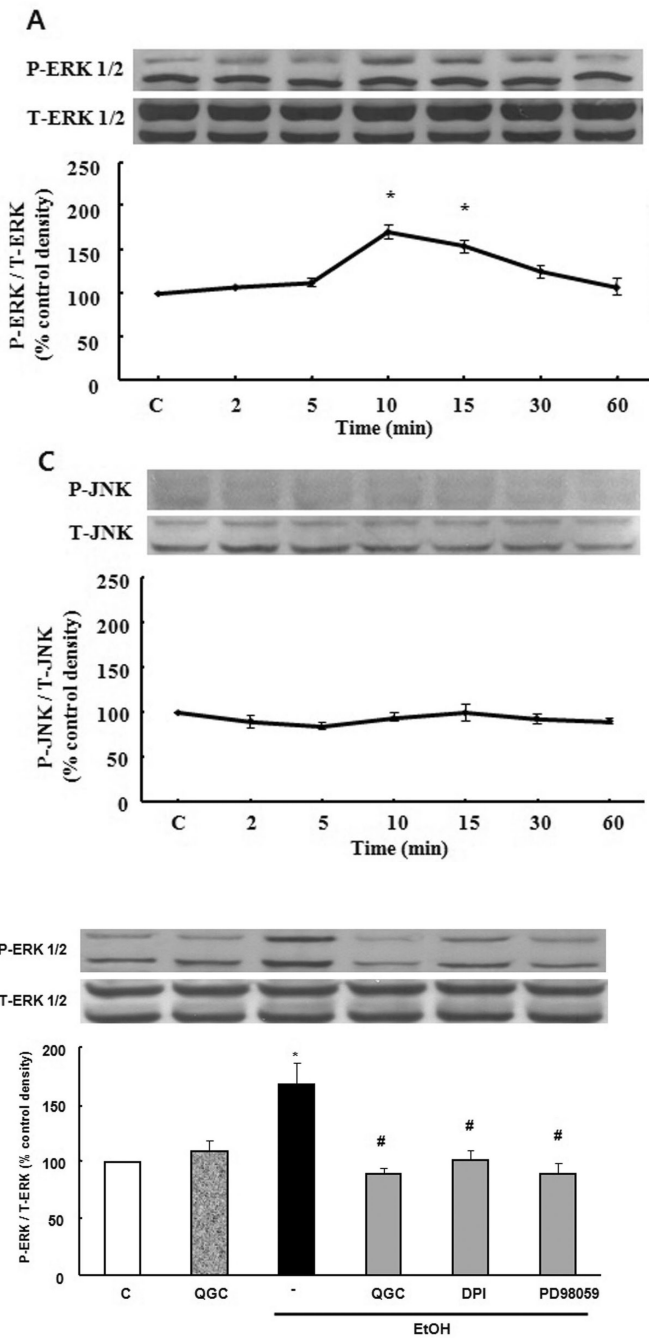 A
P-ERK 1/2
T-ERK 1/2
P-ERK / T-ERK
(% control density)
250
200
150
100
50
0
*
*
C 2 5 10 15 30 60
Time (min)
C
P-JNK
T-JNK
P-JNK / T-JNK
(% control density)
250
200
150
100
50
0
C 2 5 10 15 30 60
Time (min)
P-ERK 1/2
T-ERK 1/2
P-ERK / T-ERK (% control density)
200
150
100
50
0
*
# # #
C QGC - QGC DPI PD98059
EtOH